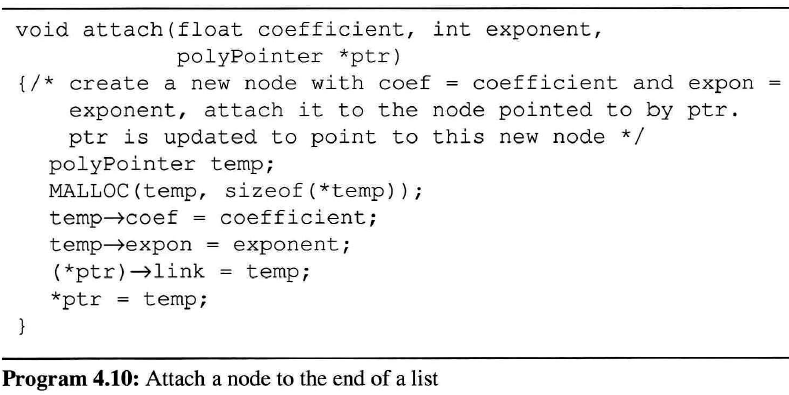 void attach(float coefficient, int exponent,
            polyPointer *ptr)
{/* create a new node with coef = coefficient and expon =
    exponent, attach it to the node pointed to by ptr.
    ptr is updated to point to this new node */
   polyPointer temp;
   MALLOC(temp, sizeof(*temp));
   temp→coef = coefficient;
   temp→expon = exponent;
   (*ptr)→link = temp;
   *ptr = temp;
}
Program 4.10: Attach a node to the end of a list